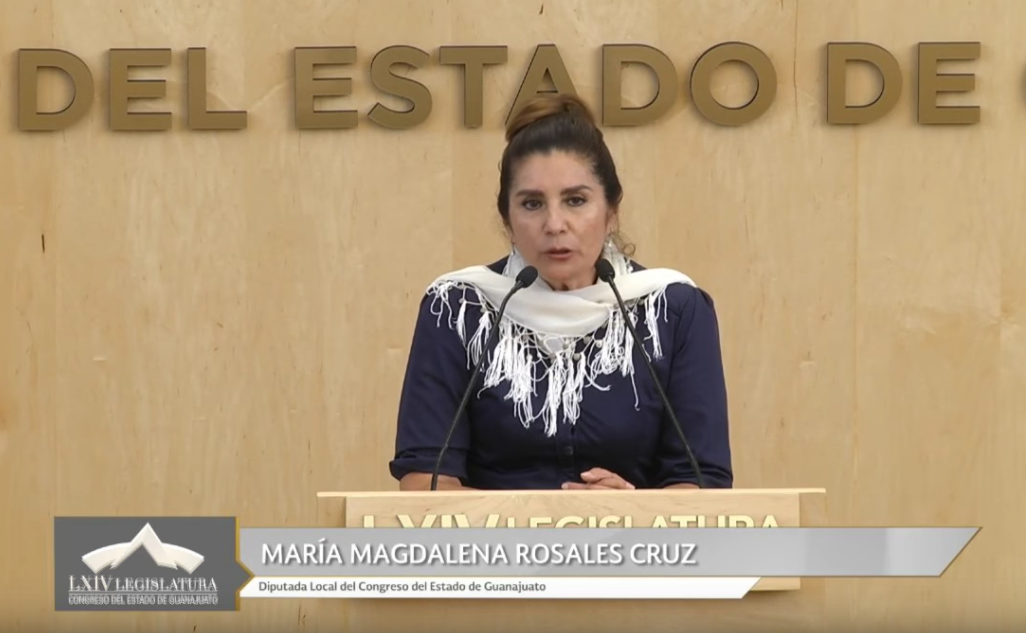 DEL ESTADO DE
LXIV LEGISLATURA
MARÍA MAGDALENA ROSALES CRUZ
Diputada Local del Congreso del Estado de Guanajuato
LXIV LEGISLATURA
CONGRESO DEL ESTADO DE GUANAJUATO